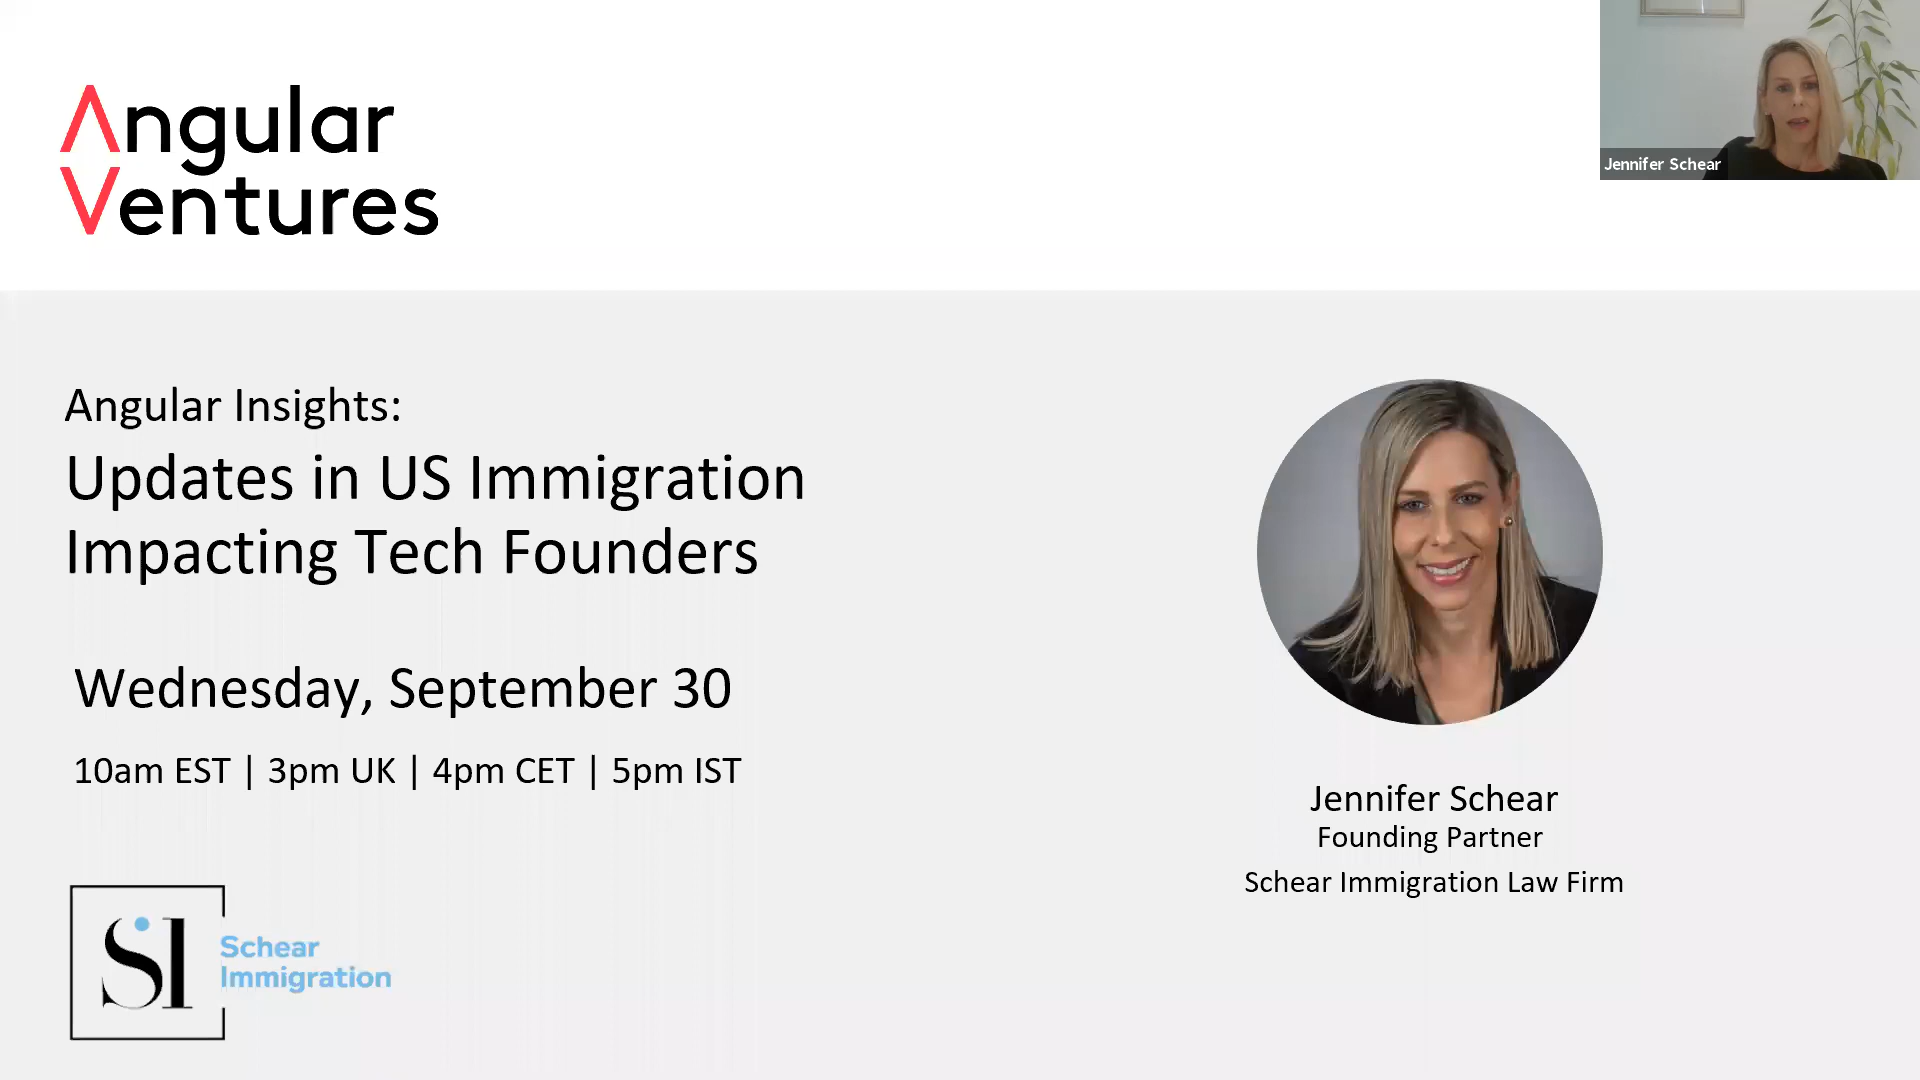 Angular
Ventures
Jennifer Schear
Angular Insights:
Updates in US Immigration
Impacting Tech Founders
Wednesday, September 30
10am EST | 3pm UK | 4pm CET | 5pm IST
Jennifer Schear
Founding Partner
Schear Immigration Law Firm
SI
Schear
Immigration